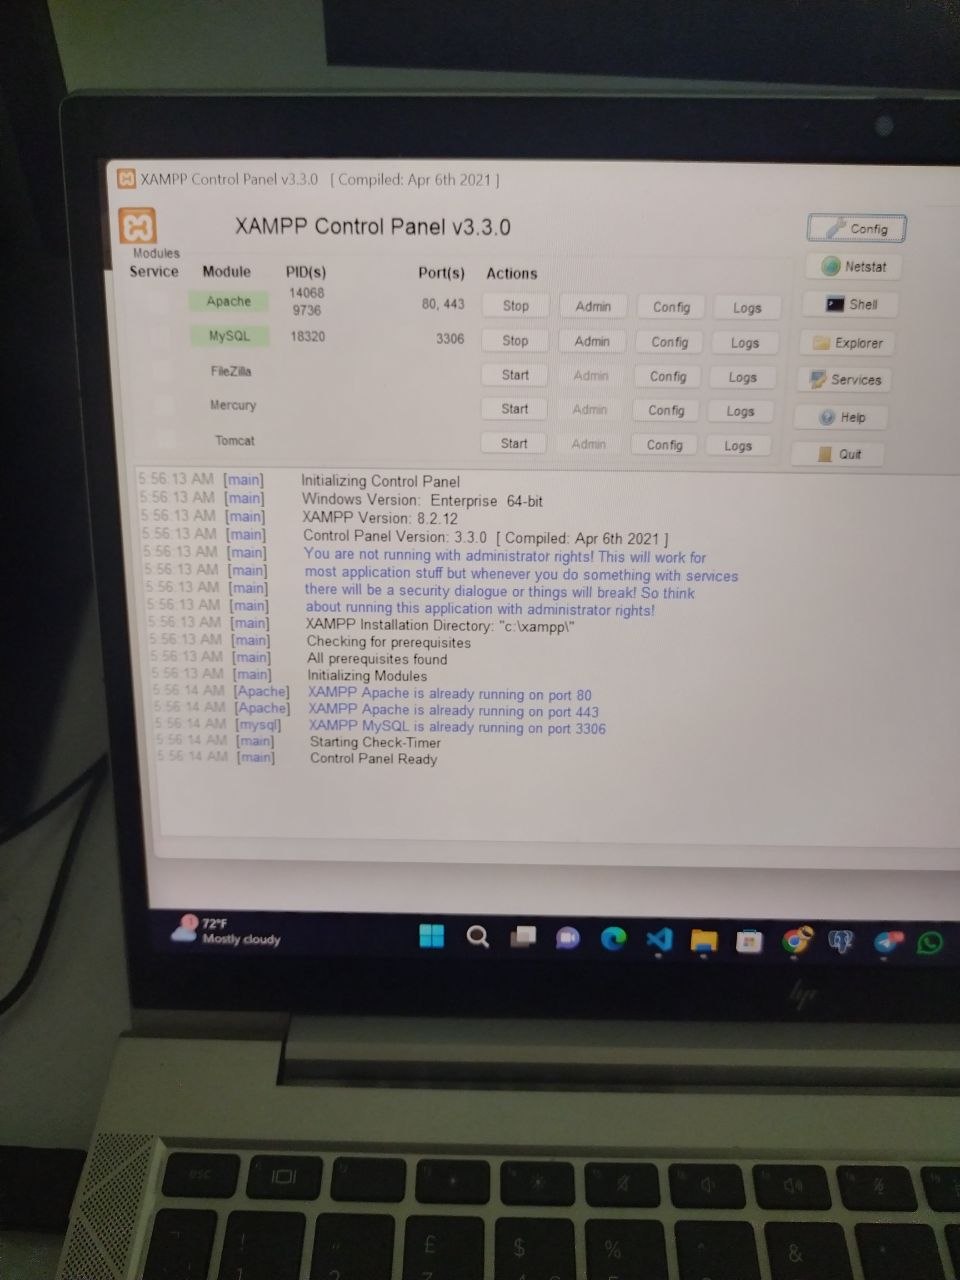 XAMPP Control Panel v3.3.0 [ Compiled: Apr 6th 2021 ]
XAMPP Control Panel v3.3.0
Config
Modules
Service Module PID(s) Port(s) Actions
Netstat
Apache 14068 9736 80, 443 Stop Admin Config Logs
Shell
MySQL 18320 3306 Stop Admin Config Logs
Explorer
FileZilla Start Admin Config Logs
Services
Mercury Start Admin Config Logs
Help
Tomcat Start Admin Config Logs
Quit
5:56:13 AM [main] Initializing Control Panel
5:56:13 AM [main] Windows Version: Enterprise 64-bit
5:56:13 AM [main] XAMPP Version: 8.2.12
5:56:13 AM [main] Control Panel Version: 3.3.0 [ Compiled: Apr 6th 2021 ]
5:56:13 AM [main] You are not running with administrator rights! This will work for
5:56:13 AM [main] most application stuff but whenever you do something with services
5:56:13 AM [main] there will be a security dialogue or things will break! So think
5:56:13 AM [main] about running this application with administrator rights!
5:56:13 AM [main] XAMPP Installation Directory: "c:\xampp\"
5:56:13 AM [main] Checking for prerequisites
5:56:13 AM [main] All prerequisites found
5:56:13 AM [main] Initializing Modules
5:56:14 AM [Apache] XAMPP Apache is already running on port 80
5:56:14 AM [Apache] XAMPP Apache is already running on port 443
5:56:14 AM [mysql] XAMPP MySQL is already running on port 3306
5:56:14 AM [main] Starting Check-Timer
5:56:14 AM [main] Control Panel Ready
1
72°F
Mostly cloudy
hp
esc
! £ $ % ^ & *